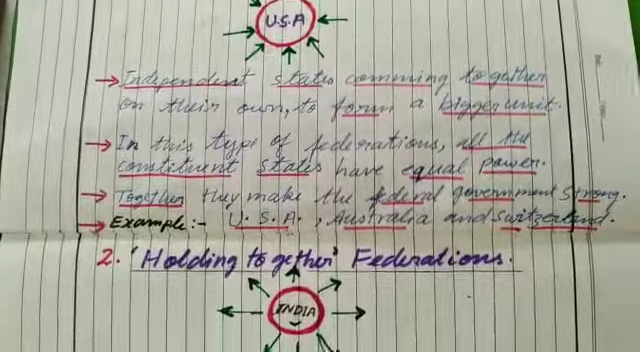 U.S.A
→ Independent states comming together
on their own, to form a bigger unit.
→ In this type of federations, all the
constituent states have equal power.
→ Together they make the federal government strong.
→ Example:- U.S.A., Australia and Switzerland.
2. "Holding together" Federations.
INDIA